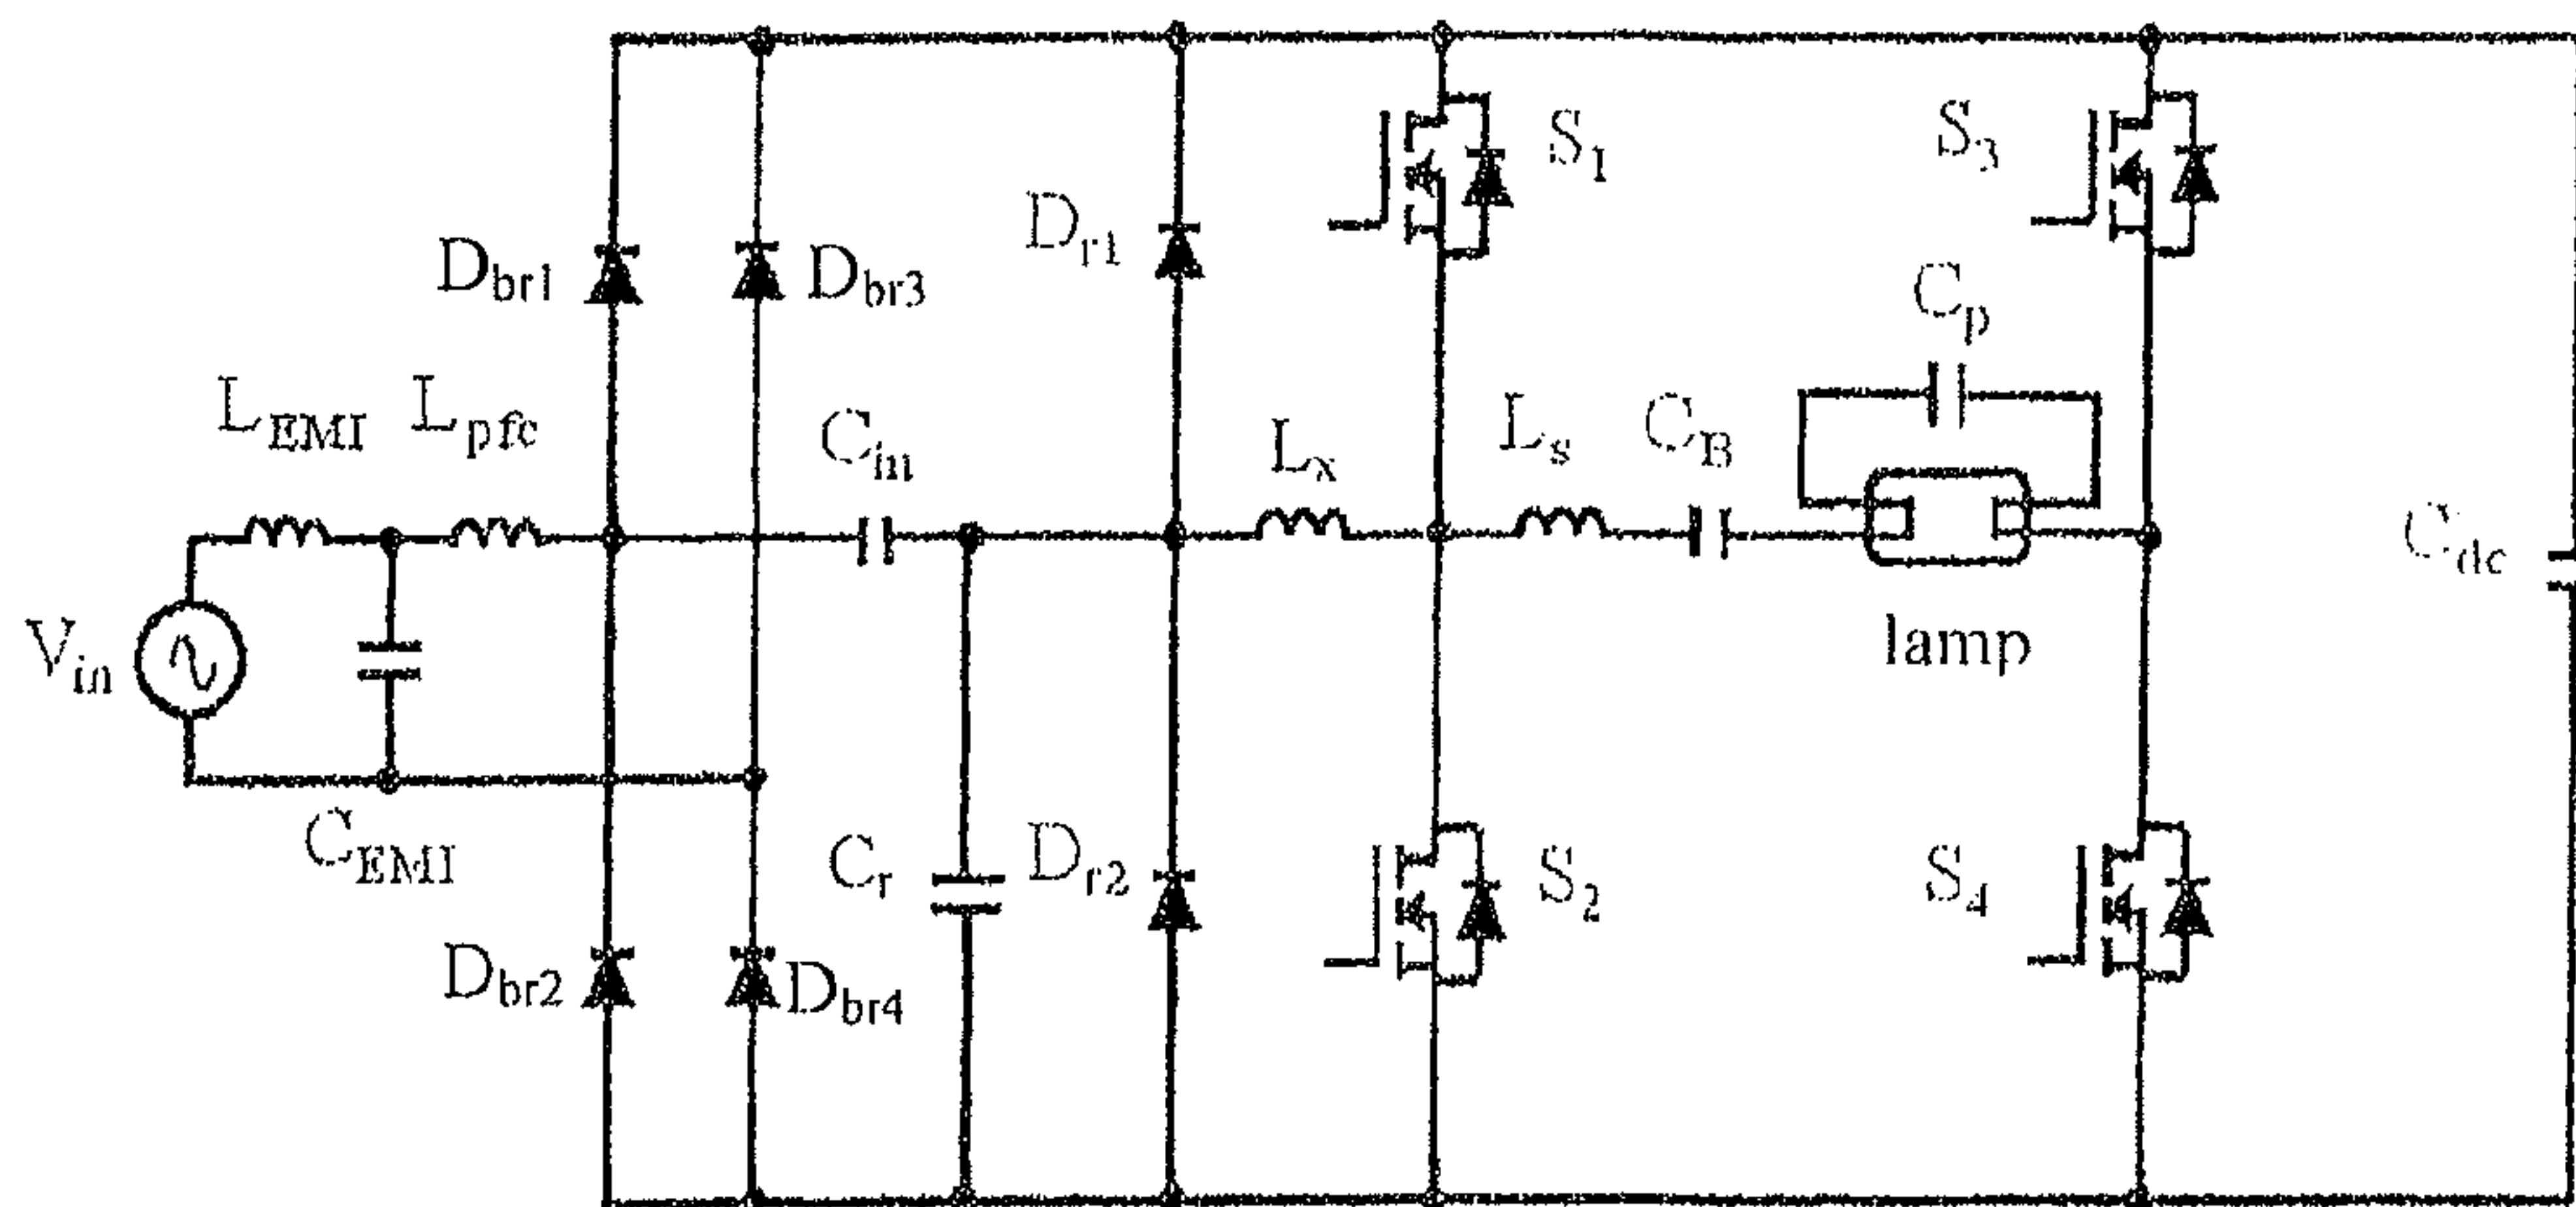 S1
S3
Dr1
Dbr1
Dbr3
Cp
LEMI
Lpfc
Cin
Lx
Ls
CB
Cdc
Vin
lamp
CEMI
Cr
Dr2
S2
S4
Dbr2
Dbr4